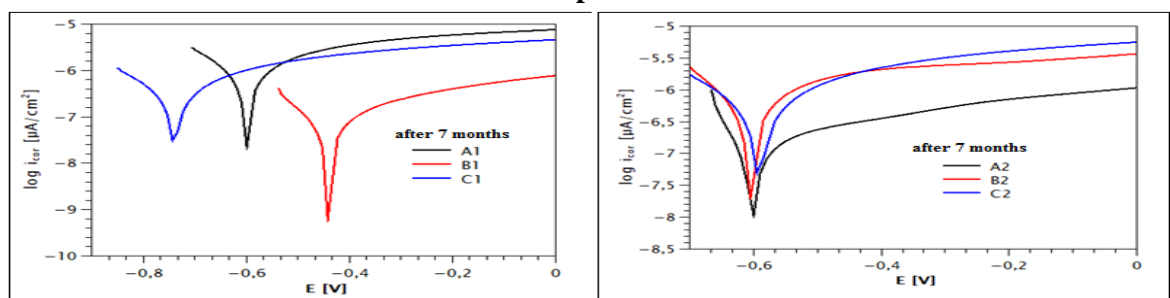 −5
−6
−7
−8
−9
−10
log i cor [µA/cm²]
after 7 months
A1
B1
C1
−0,8
−0,6
−0,4
−0,2
0
E [V]
−5
−5,5
−6
−6,5
−7
−7,5
−8
−8,5
log i cor [µA/cm²]
after 7 months
A2
B2
C2
−0,6
−0,4
−0,2
0
E [V]